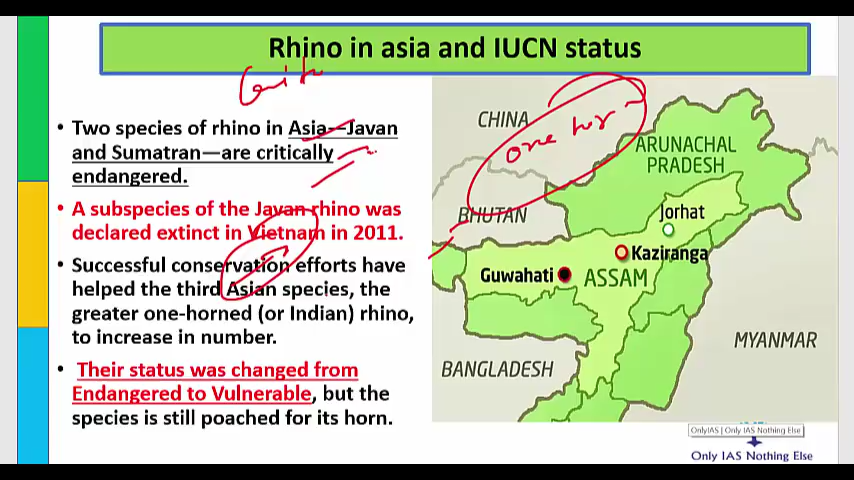 Rhino in asia and IUCN status
• Two species of rhino in Asia—Javan
and Sumatran—are critically
endangered.
• A subspecies of the Javan rhino was
declared extinct in Vietnam in 2011.
• Successful conservation efforts have
helped the third Asian species, the
greater one-horned (or Indian) rhino,
to increase in number.
• Their status was changed from
Endangered to Vulnerable, but the
species is still poached for its horn.
CHINA
one hor
ARUNACHAL
PRADESH
BHUTAN
Jorhat
Kaziranga
Guwahati
ASSAM
MYANMAR
BANGLADESH
OnlyIAS | Only IAS Nothing Else
Only IAS Nothing Else